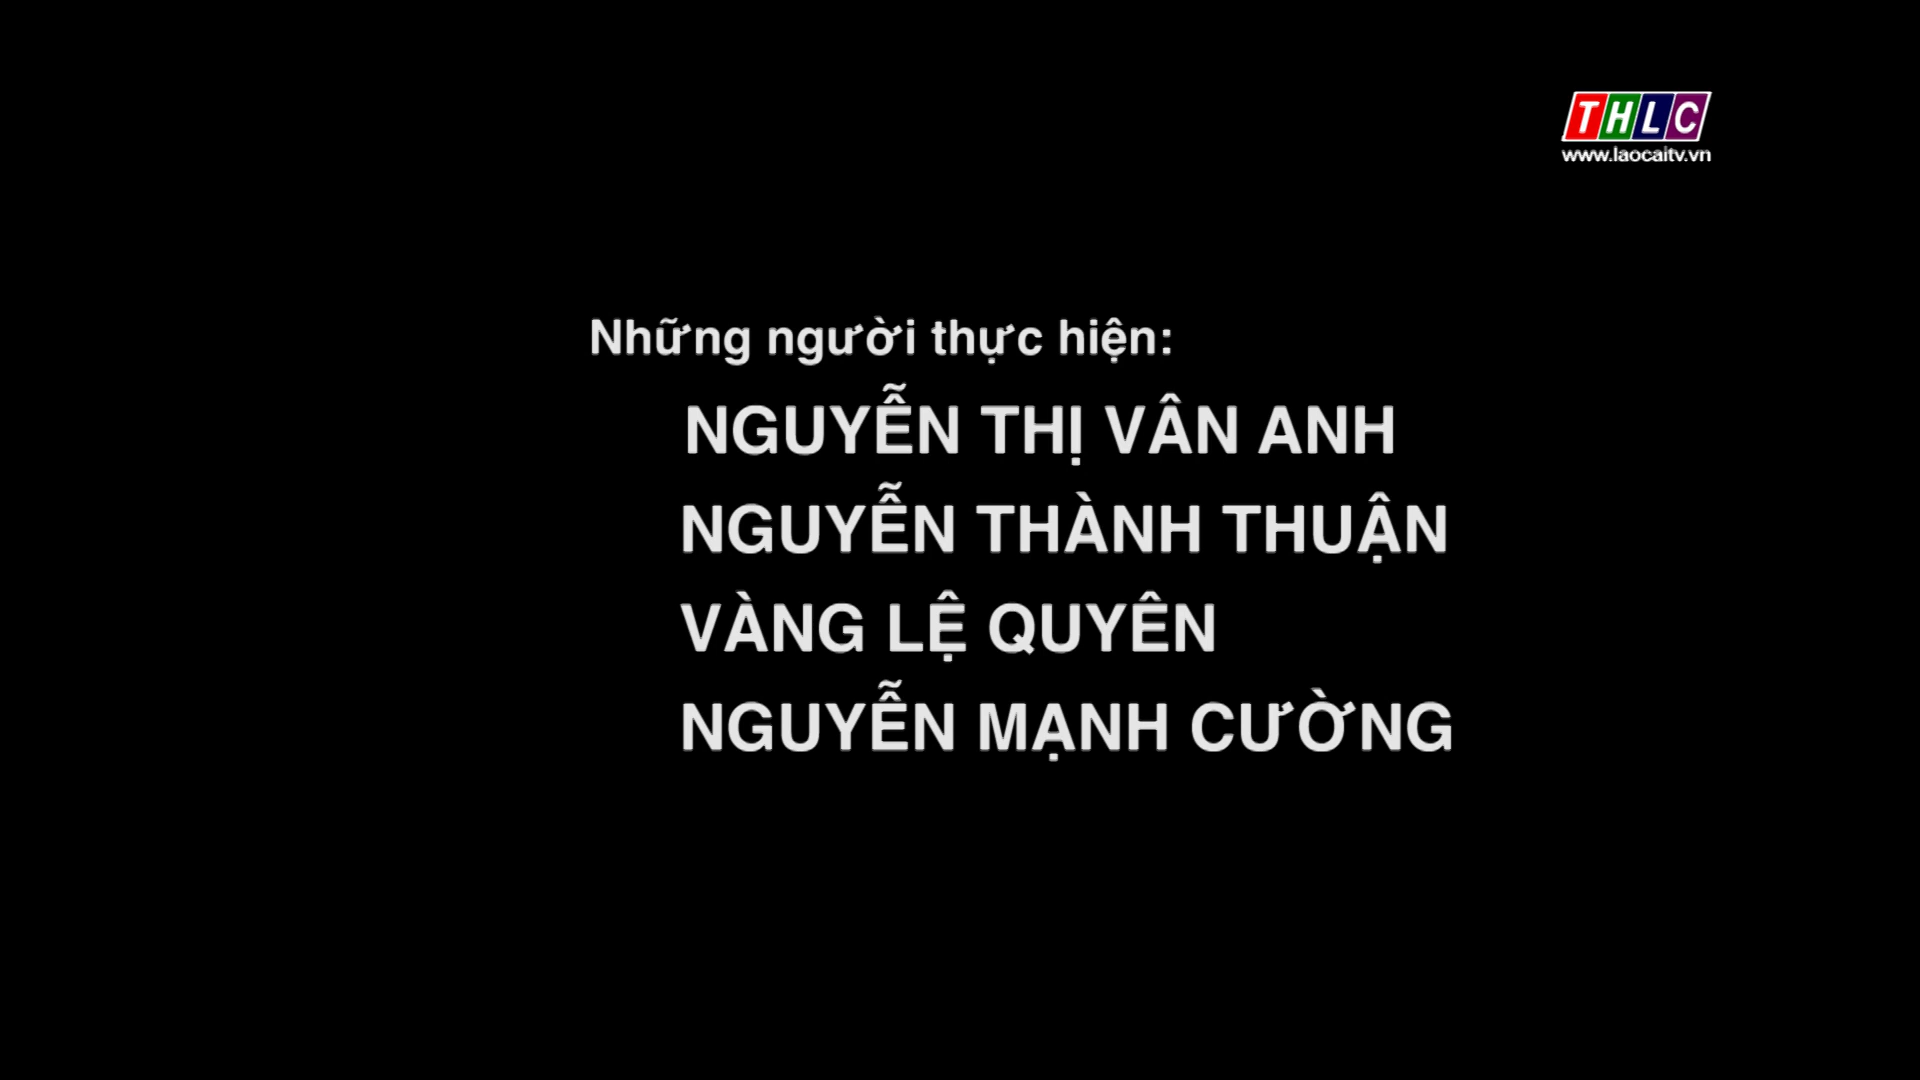 THLC
www.laocaitv.vn
Những người thực hiện:
NGUYỄN THỊ VÂN ANH
NGUYỄN THÀNH THUẬN
VÀNG LỆ QUYÊN
NGUYỄN MẠNH CƯỜNG